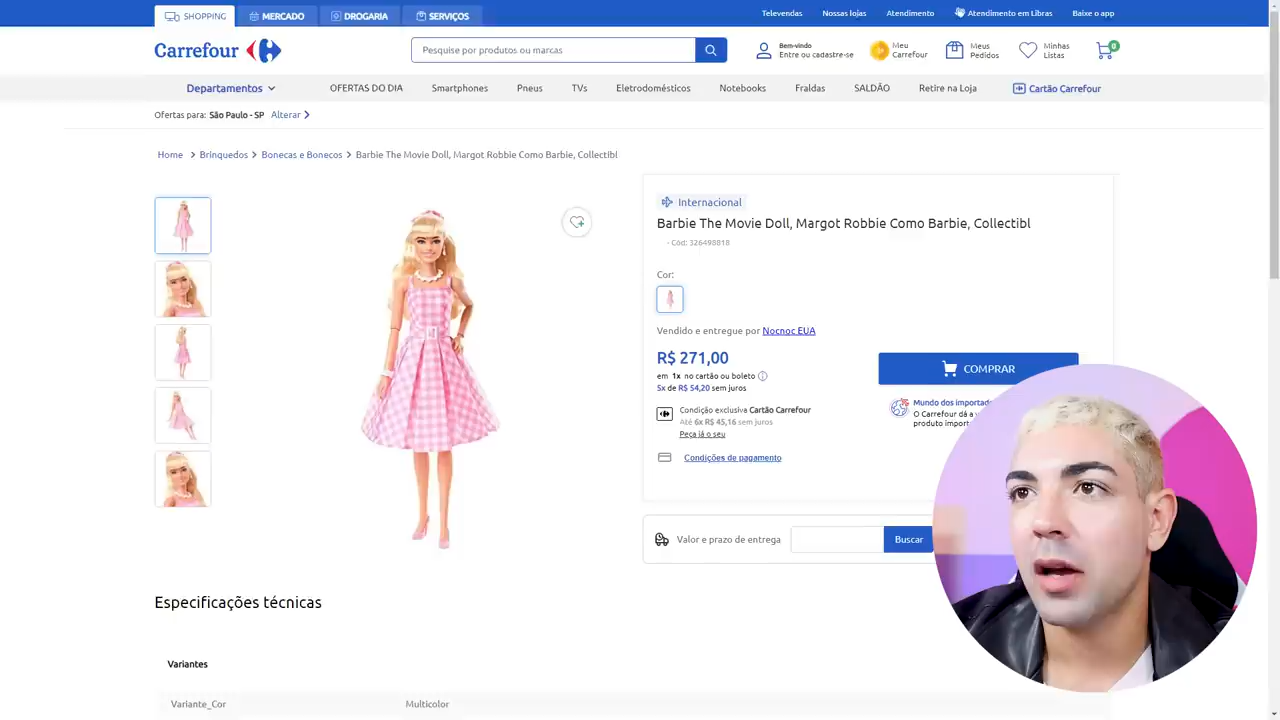 SHOPPING
MERCADO
DROGARIA
SERVIÇOS
Televendas
Nossas lojas
Atendimento
Atendimento em Libras
Baixe o app
Carrefour
Pesquise por produtos ou marcas
Bem-vindo
Entre ou cadastre-se
Meu
Carrefour
Meus
Pedidos
Minhas
Listas
0
Departamentos
OFERTAS DO DIA
Smartphones
Pneus
TVs
Eletrodomésticos
Notebooks
Fraldas
SALDÃO
Retire na Loja
Cartão Carrefour
Ofertas para: São Paulo - SP Alterar
Home
Brinquedos
Bonecas e Bonecos
Barbie The Movie Doll, Margot Robbie Como Barbie, Collectibl
Internacional
Barbie The Movie Doll, Margot Robbie Como Barbie, Collectibl
- Cód: 326498818
Cor:
Vendido e entregue por Nocnoc EUA
R$ 271,00
em 1x no cartão ou boleto
5x de R$ 54,20 sem juros
COMPRAR
Mundo dos importado
O Carrefour dá a
produto import
Condição exclusiva Cartão Carrefour
Até 6x R$ 45,16 sem juros
Peça já o seu
Condições de pagamento
Valor e prazo de entrega
Buscar
Especificações técnicas
Variantes
Variante_Cor
Multicolor